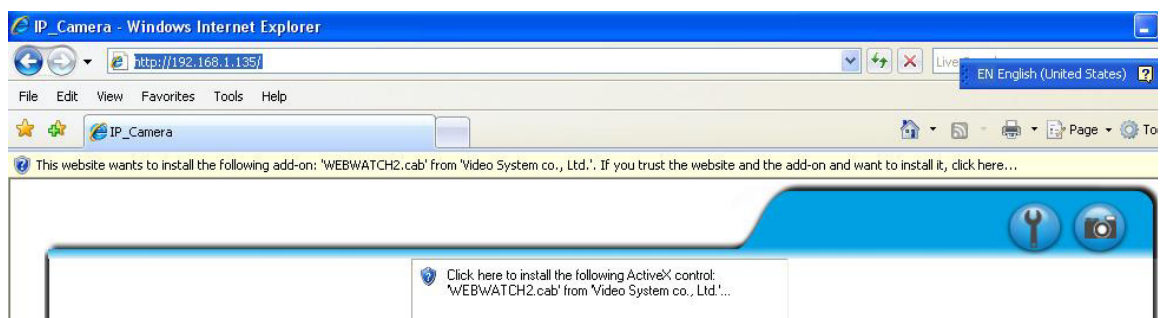 IP_Camera - Windows Internet Explorer
http://192.168.1.135/
EN English (United States)
File Edit View Favorites Tools Help
IP_Camera
Page
This website wants to install the following add-on: 'WEBWATCH2.cab' from 'Video System co., Ltd.'. If you trust the website and the add-on and want to install it, click here...
Click here to install the following ActiveX control:
'WEBWATCH2.cab' from 'Video System co., Ltd.'...